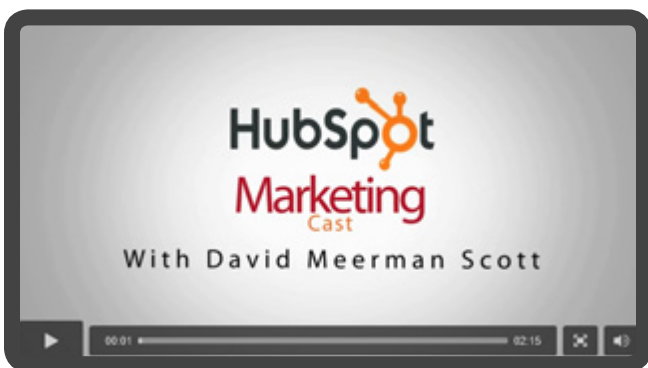 HubSpot
Marketing
Cast
With David Meerman Scott
00:01 02:15